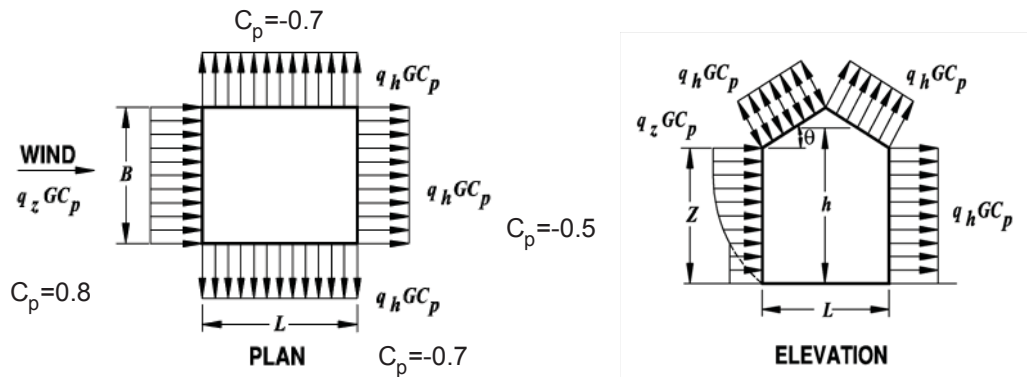 C_p=-0.7
q_h GC_p
WIND
q_z GC_p
B
q_h GC_p
C_p=-0.5
C_p=0.8
q_h GC_p
L
PLAN
C_p=-0.7
q_h GC_p
q_h GC_p
q_z GC_p
θ
Z
h
q_h GC_p
L
ELEVATION